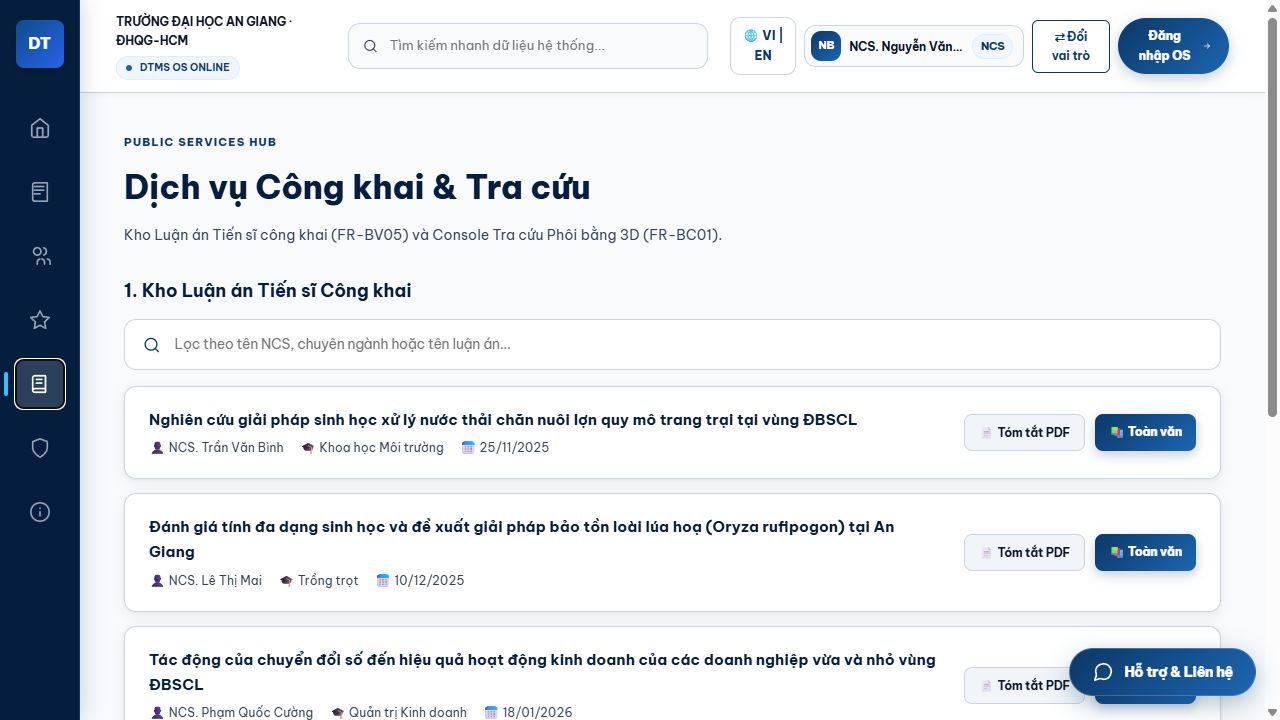 DT
TRƯỜNG ĐẠI HỌC AN GIANG ·
ĐHQG-HCM
DTMS OS ONLINE
Tìm kiếm nhanh dữ liệu hệ thống...
VI |
EN
NB
NCS. Nguyễn Văn...
NCS
⇄ Đổi
vai trò
Đăng
nhập OS
PUBLIC SERVICES HUB
Dịch vụ Công khai & Tra cứu
Kho Luận án Tiến sĩ công khai (FR-BV05) và Console Tra cứu Phôi bằng 3D (FR-BC01).
1. Kho Luận án Tiến sĩ Công khai
Lọc theo tên NCS, chuyên ngành hoặc tên luận án...
Nghiên cứu giải pháp sinh học xử lý nước thải chăn nuôi lợn quy mô trang trại tại vùng ĐBSCL
NCS. Trần Văn Bình Khoa học Môi trường 25/11/2025
Tóm tắt PDF
Toàn văn
Đánh giá tính đa dạng sinh học và đề xuất giải pháp bảo tồn loài lúa hoạ (Oryza rufipogon) tại An
Giang
NCS. Lê Thị Mai Trồng trọt 10/12/2025
Tóm tắt PDF
Toàn văn
Tác động của chuyển đổi số đến hiệu quả hoạt động kinh doanh của các doanh nghiệp vừa và nhỏ vùng
ĐBSCL
NCS. Phạm Quốc Cường Quản trị Kinh doanh 18/01/2026
Tóm tắt PDF
Hỗ trợ & Liên hệ